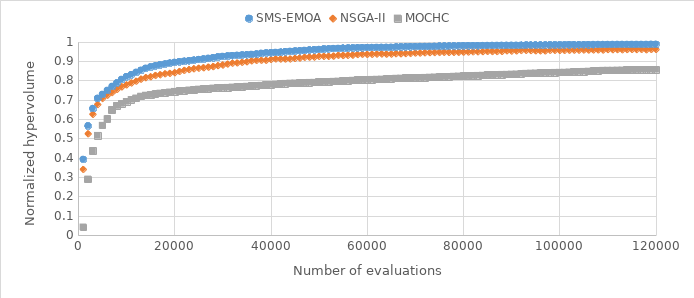 SMS-EMOA NSGA-II MOCHC
Normalized hypervolume
1
0.9
0.8
0.7
0.6
0.5
0.4
0.3
0.2
0.1
0
0 20000 40000 60000 80000 100000 120000
Number of evaluations